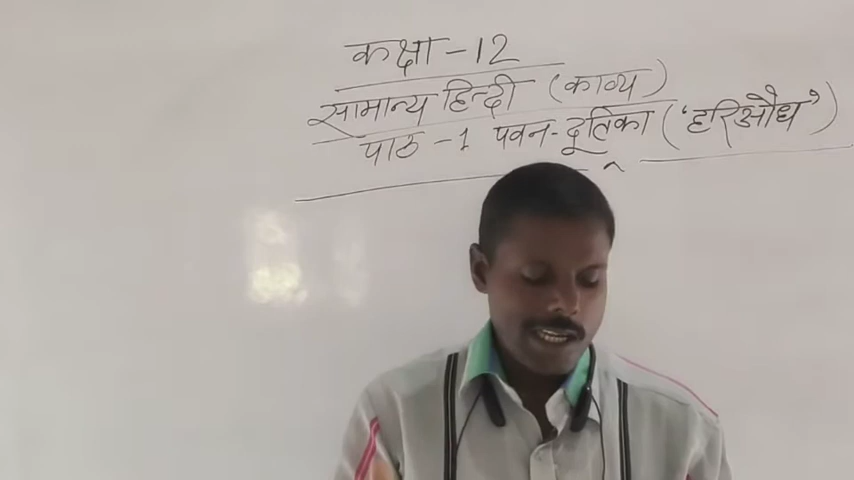 कक्षा - 12
सामान्य हिन्दी (काव्य)
पाठ - 1 पवन-दूतिका ('हरिऔध')